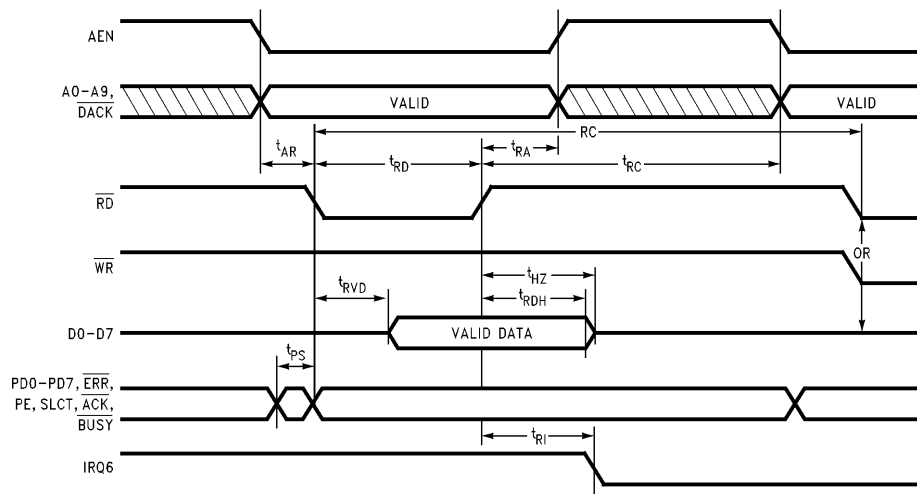 AEN
A0-A9,
DACK
VALID
VALID
RC
tAR
tRD
tRA
tRC
RD
WR
OR
tHZ
tRVD
tRDH
D0-D7
VALID DATA
tPS
PD0-PD7, ERR,
PE, SLCT, ACK,
BUSY
tRI
IRQ6